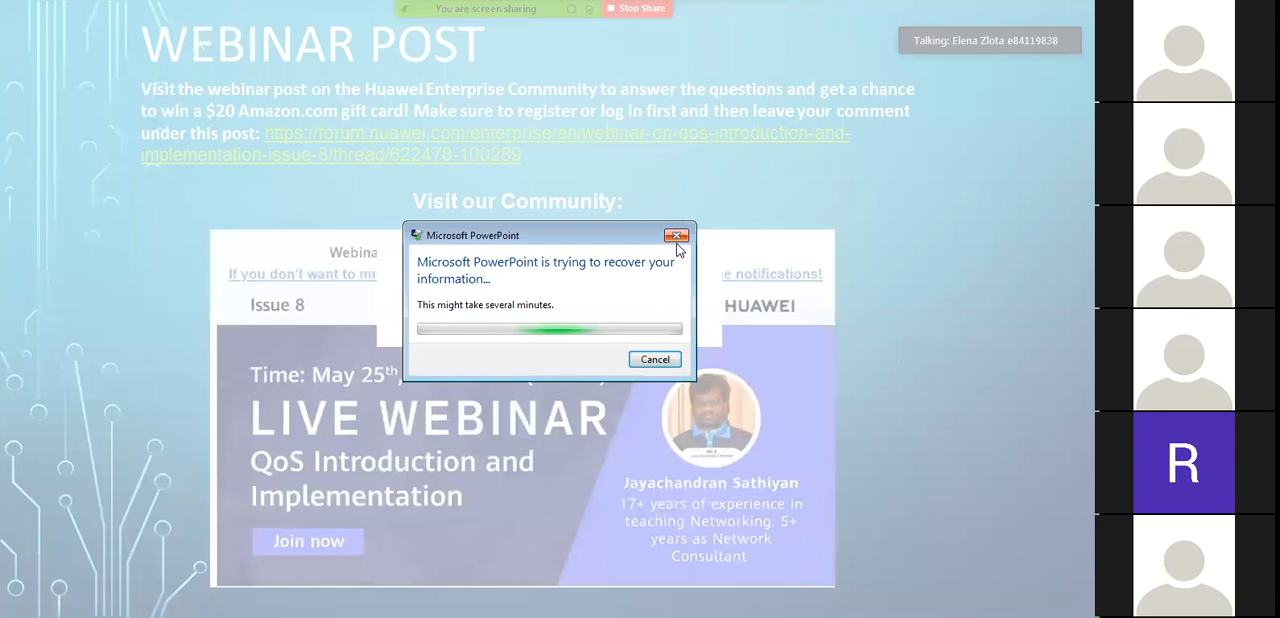 You are screen sharing
Stop Share
WEBINAR POST
Talking: Elena Zlota e84119838
Visit the webinar post on the Huawei Enterprise Community to answer the questions and get a chance
to win a $20 Amazon.com gift card! Make sure to register or log in first and then leave your comment
under this post: https://forum.huawei.com/enterprise/en/webinar-on-qos-introduction-and-
implementation-issue-8/thread/622478-100289
Visit our Community:
Microsoft PowerPoint
Microsoft PowerPoint is trying to recover your
information...
This might take several minutes.
Cancel
Webina
If you don't want to mi
e notifications!
Issue 8
HUAWEI
Time: May 25th,
LIVE WEBINAR
QoS Introduction and
Implementation
Join now
Jayachandran Sathiyan
17+ years of experience in
teaching Networking. 5+
years as Network
Consultant
R